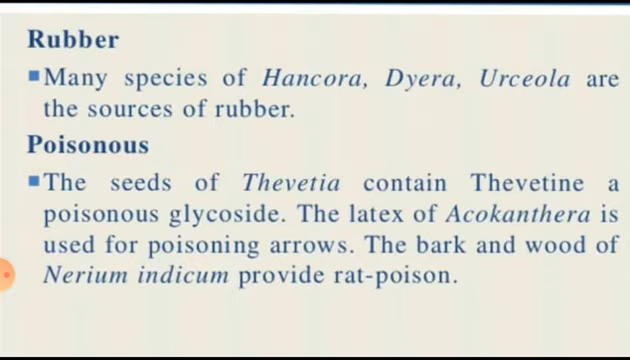 Rubber
▪Many species of Hancora, Dyera, Urceola are
the sources of rubber.
Poisonous
▪The seeds of Thevetia contain Thevetine a
poisonous glycoside. The latex of Acokanthera is
used for poisoning arrows. The bark and wood of
Nerium indicum provide rat-poison.